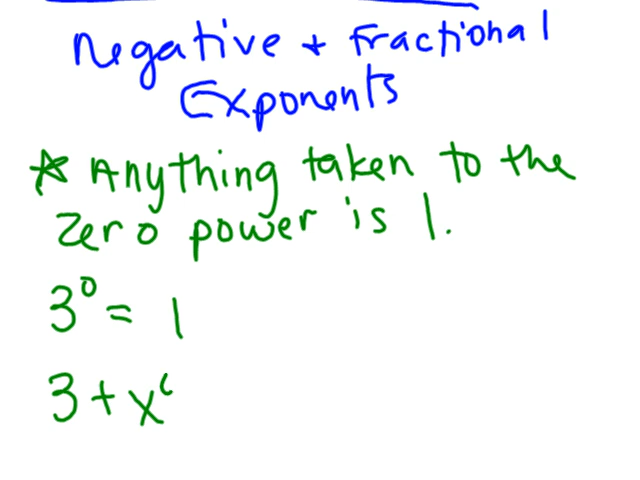 Negative + Fractional
Exponents
* Anything taken to the
zero power is 1.
3⁰ = 1
3 + x